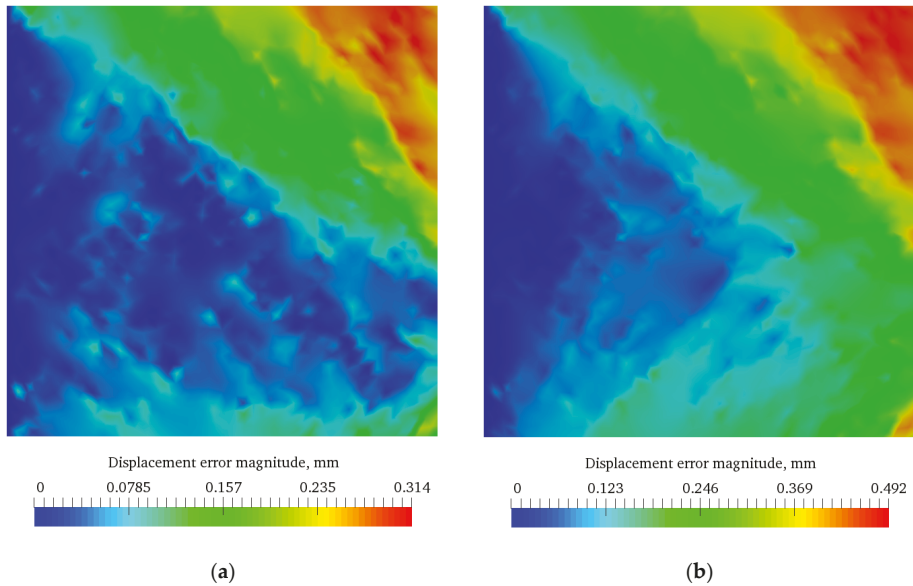 Displacement error magnitude, mm
0 0.0785 0.157 0.235 0.314
(a)
Displacement error magnitude, mm
0 0.123 0.246 0.369 0.492
(b)